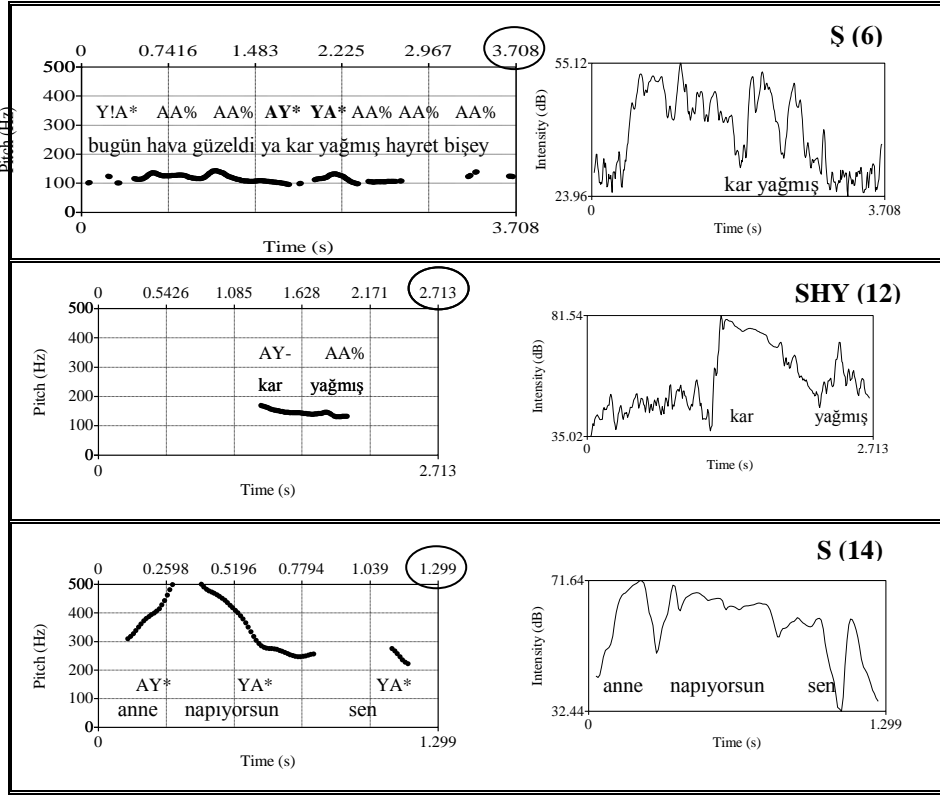 Ş (6)
0 0.7416 1.483 2.225 2.967 3.708
500
400
300
200
100
0
Pitch (Hz)
Y!A* AA% AA% AY* YA* AA% AA% AA%
bugün hava güzeldi ya kar yağmış hayret bişey
0 3.708
Time (s)
55.12
Intensity (dB)
23.96
kar yağmış
0 3.708
Time (s)
SHY (12)
0 0.5426 1.085 1.628 2.171 2.713
500
400
300
200
100
0
Pitch (Hz)
AY- AA%
kar yağmış
0 2.713
Time (s)
81.54
Intensity (dB)
35.02
kar yağmış
0 2.713
Time (s)
S (14)
0 0.2598 0.5196 0.7794 1.039 1.299
500
400
300
200
100
0
Pitch (Hz)
AY* YA* YA*
anne napıyorsun sen
0 1.299
Time (s)
71.64
Intensity (dB)
32.44
anne napıyorsun sen
0 1.299
Time (s)